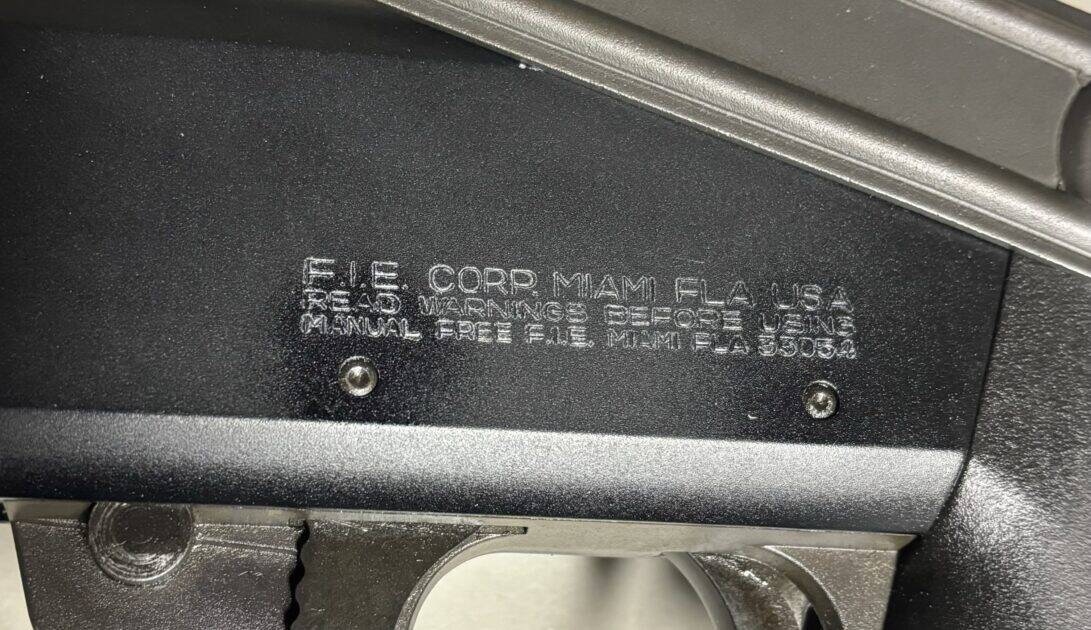 F.I.E. CORP. MIAMI FLA USA
READ WARNINGS BEFORE USING
MANUAL FREE F.I.E. MIAMI FLA 33054